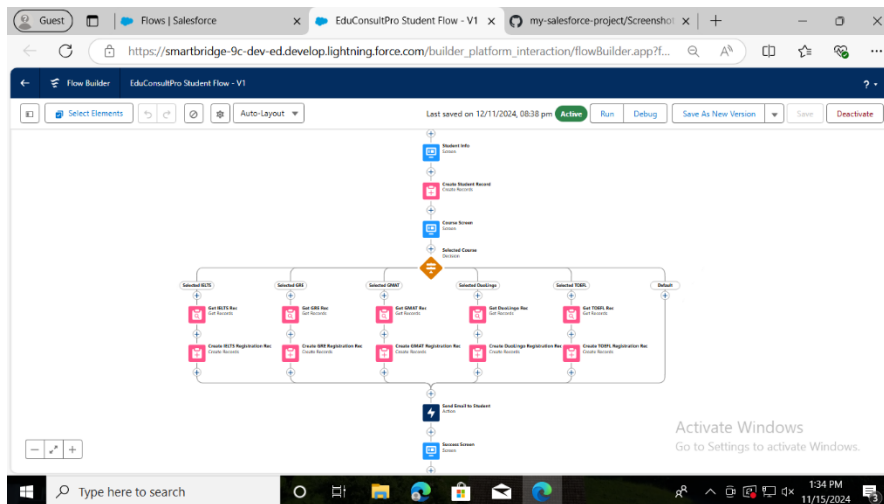 Guest
Flows | Salesforce
EduConsultPro Student Flow - V1
my-salesforce-project/Screenshot
https://smartbridge-9c-dev-ed.develop.lightning.force.com/builder_platform_interaction/flowBuilder.app?f...
Flow Builder
EduConsultPro Student Flow - V1
?
Select Elements
Auto-Layout
Last saved on 12/11/2024, 08:38 pm
Active
Run
Debug
Save As New Version
Save
Deactivate
Student Info
Screen
Create Student Record
Create Records
Course Screen
Screen
Selected Course
Decision
Selected IELTS
Selected GRE
Selected GMAT
Selected DuoLingo
Selected TOEFL
Default
Get IELTS Rec
Get Records
Get GRE Rec
Get Records
Get GMAT Rec
Get Records
Get DuoLingo Rec
Get Records
Get TOEFL Rec
Get Records
Create IELTS Registration Rec
Create Records
Create GRE Registration Rec
Create Records
Create GMAT Registration Rec
Create Records
Create DuoLingo Registration Rec
Create Records
Create TOEFL Registration Rec
Create Records
Send Email to Student
Action
Success Screen
Screen
Activate Windows
Go to Settings to activate Windows.
Type here to search
1:34 PM
11/15/2024
3